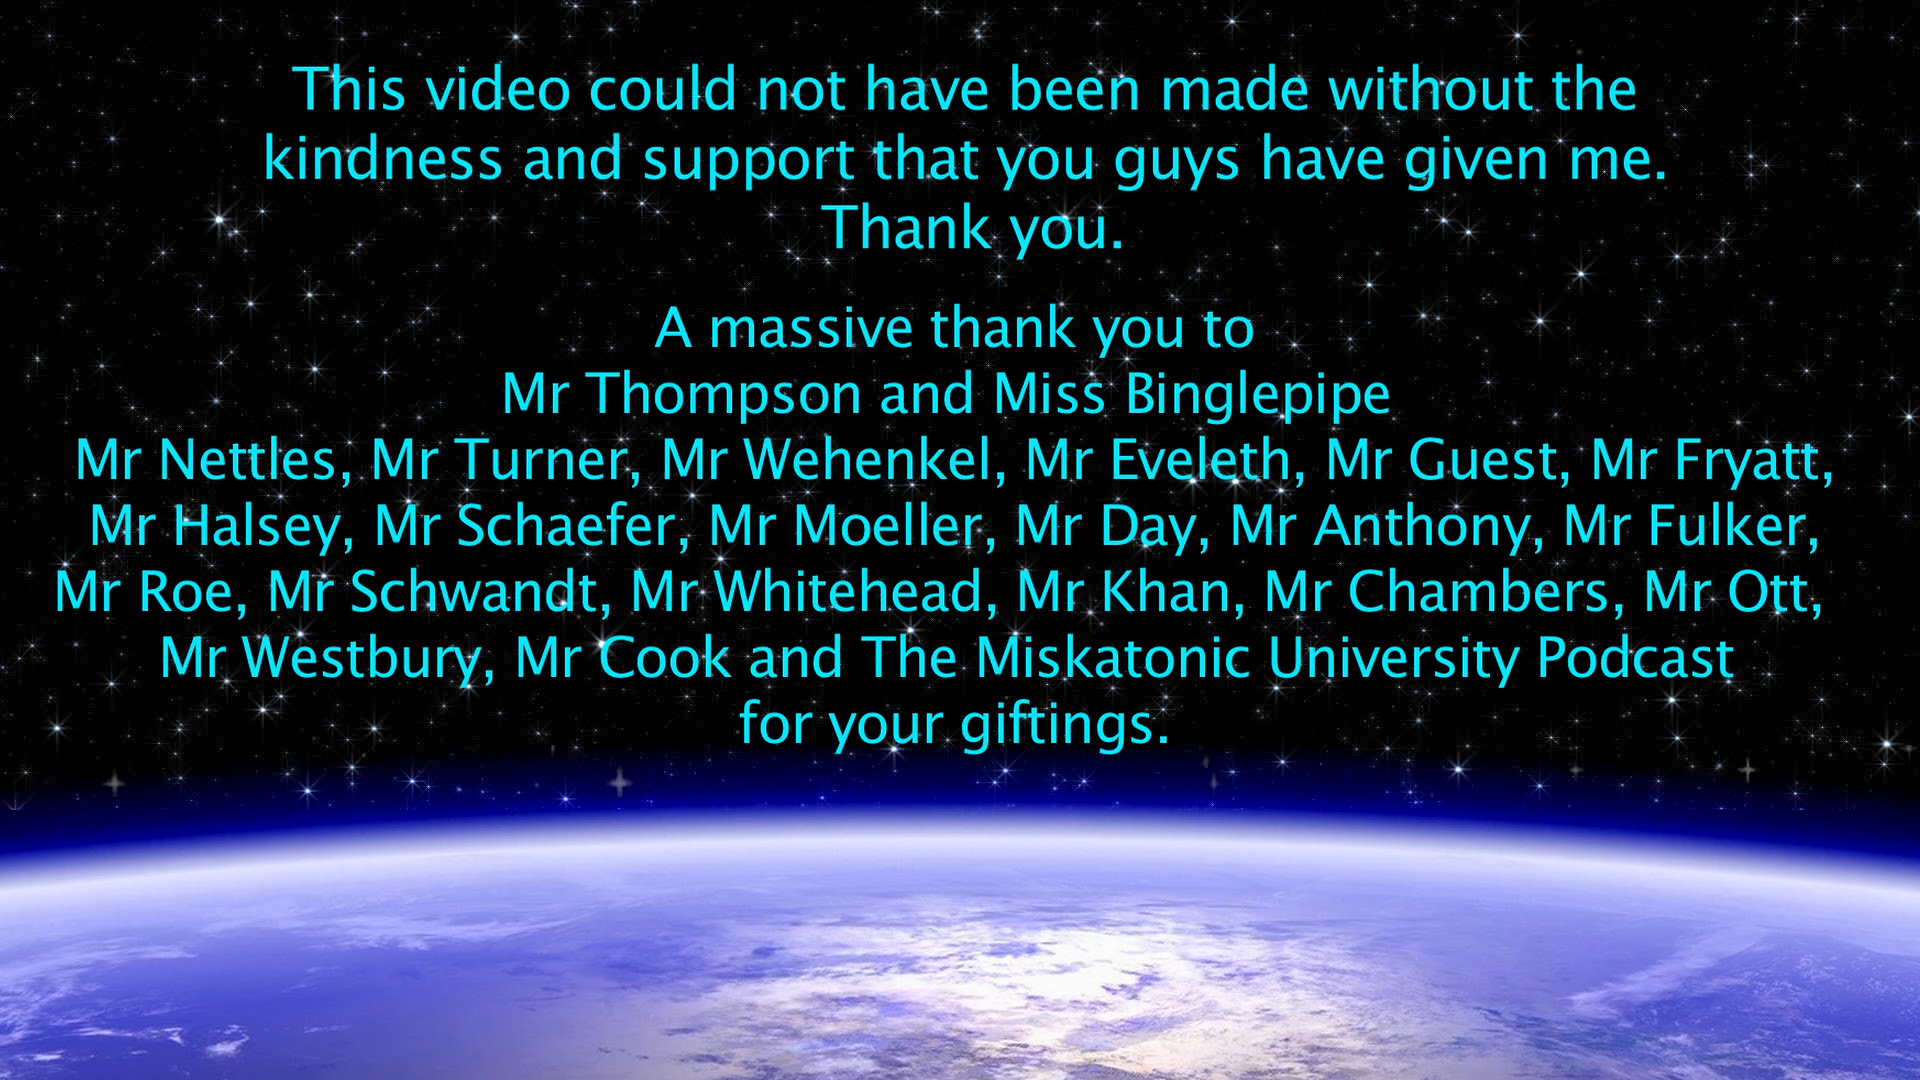 This video could not have been made without the
kindness and support that you guys have given me.
Thank you.
A massive thank you to
Mr Thompson and Miss Binglepipe
Mr Nettles, Mr Turner, Mr Wehenkel, Mr Eveleth, Mr Guest, Mr Fryatt,
Mr Halsey, Mr Schaefer, Mr Moeller, Mr Day, Mr Anthony, Mr Fulker,
Mr Roe, Mr Schwandt, Mr Whitehead, Mr Khan, Mr Chambers, Mr Ott,
Mr Westbury, Mr Cook and The Miskatonic University Podcast
for your giftings.